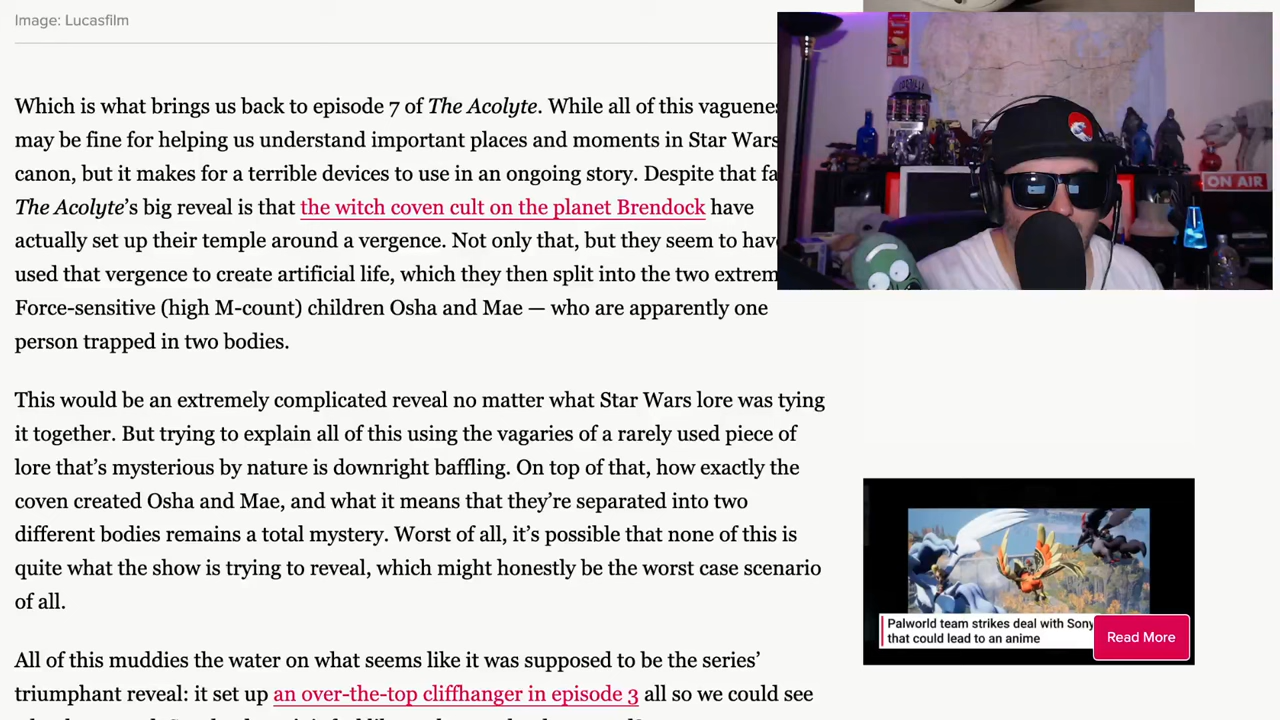 Image: Lucasfilm
Which is what brings us back to episode 7 of The Acolyte. While all of this
may be fine for helping us understand important places and moments in Star Wars
canon, but it makes for a terrible devices to use in an ongoing story. Despite that
The Acolyte’s big reveal is that the witch coven cult on the planet Brendock have
actually set up their temple around a vergence. Not only that, but they seem to have
used that vergence to create artificial life, which they then split into the two
Force-sensitive (high M-count) children Osha and Mae — who are apparently one
person trapped in two bodies.
This would be an extremely complicated reveal no matter what Star Wars lore was tying
it together. But trying to explain all of this using the vagaries of a rarely used piece of
lore that’s mysterious by nature is downright baffling. On top of that, how exactly the
coven created Osha and Mae, and what it means that they’re separated into two
different bodies remains a total mystery. Worst of all, it’s possible that none of this is
quite what the show is trying to reveal, which might honestly be the worst case scenario
of all.
All of this muddies the water on what seems like it was supposed to be the series’
triumphant reveal: it set up an over-the-top cliffhanger in episode 3 all so we could see
ON AIR
Palworld team strikes deal with Sony
that could lead to an anime
Read More